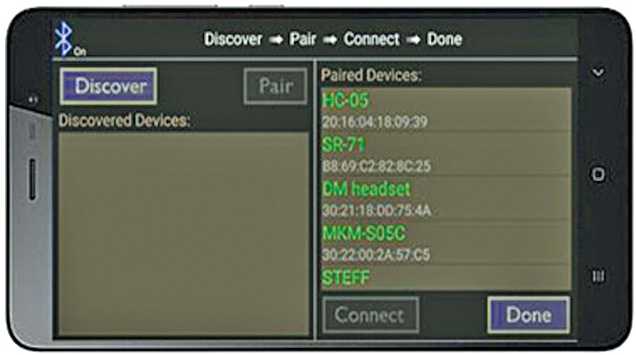 On
Discover → Pair → Connect → Done
Discover
Pair
Discovered Devices:
Paired Devices:
HC-05
20:16:04:18:09:39
SR-71
B8:69:C2:82:8C:25
DM headset
30:21:18:DD:75:4A
MKM-S05C
30:22:00:2A:57:C5
STEFF
Connect
Done